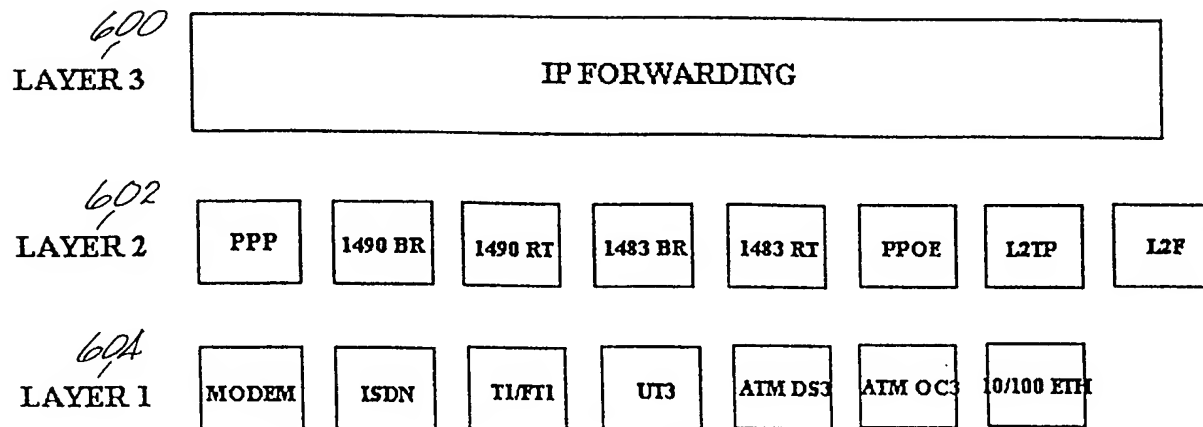 600
LAYER 3
IP FORWARDING
602
LAYER 2
PPP
1490 BR
1490 RT
1483 BR
1483 RT
PPOE
L2TP
L2F
604
LAYER 1
MODEM
ISDN
T1/FT1
UT3
ATM DS3
ATM OC3
10/100 ETH